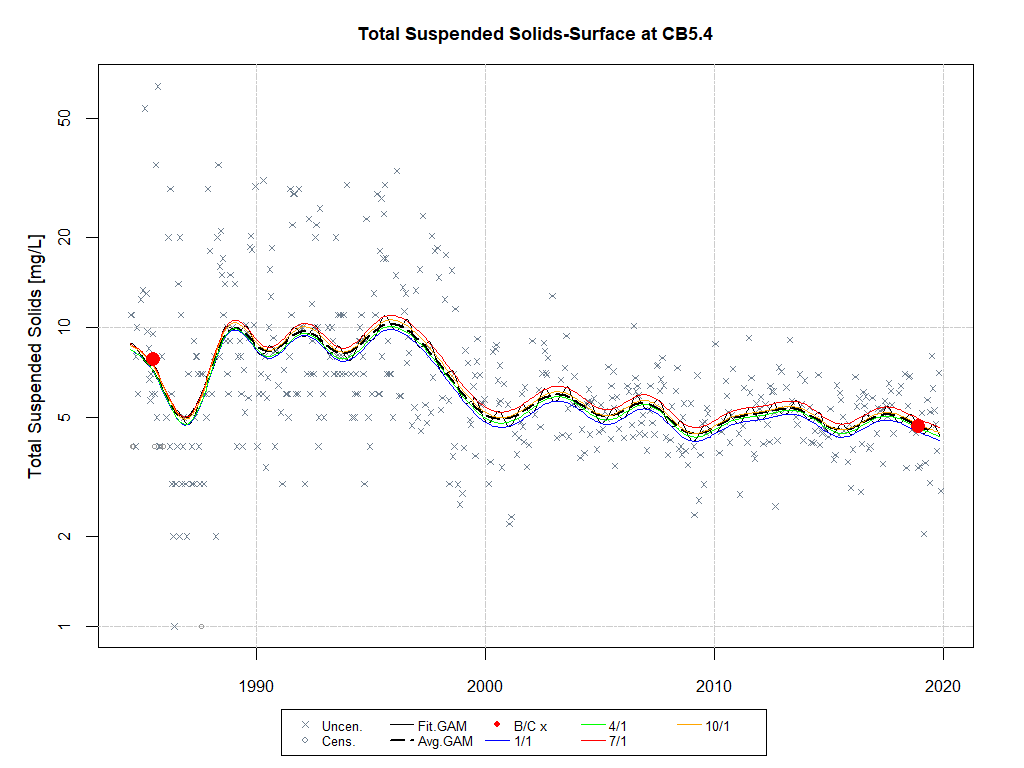 Total Suspended Solids-Surface at CB5.4
Total Suspended Solids [mg/L]
50
20
10
5
2
1
1990 2000 2010 2020
Uncen. Fit.GAM B/C x 4/1 10/1
Cens. Avg.GAM 1/1 7/1